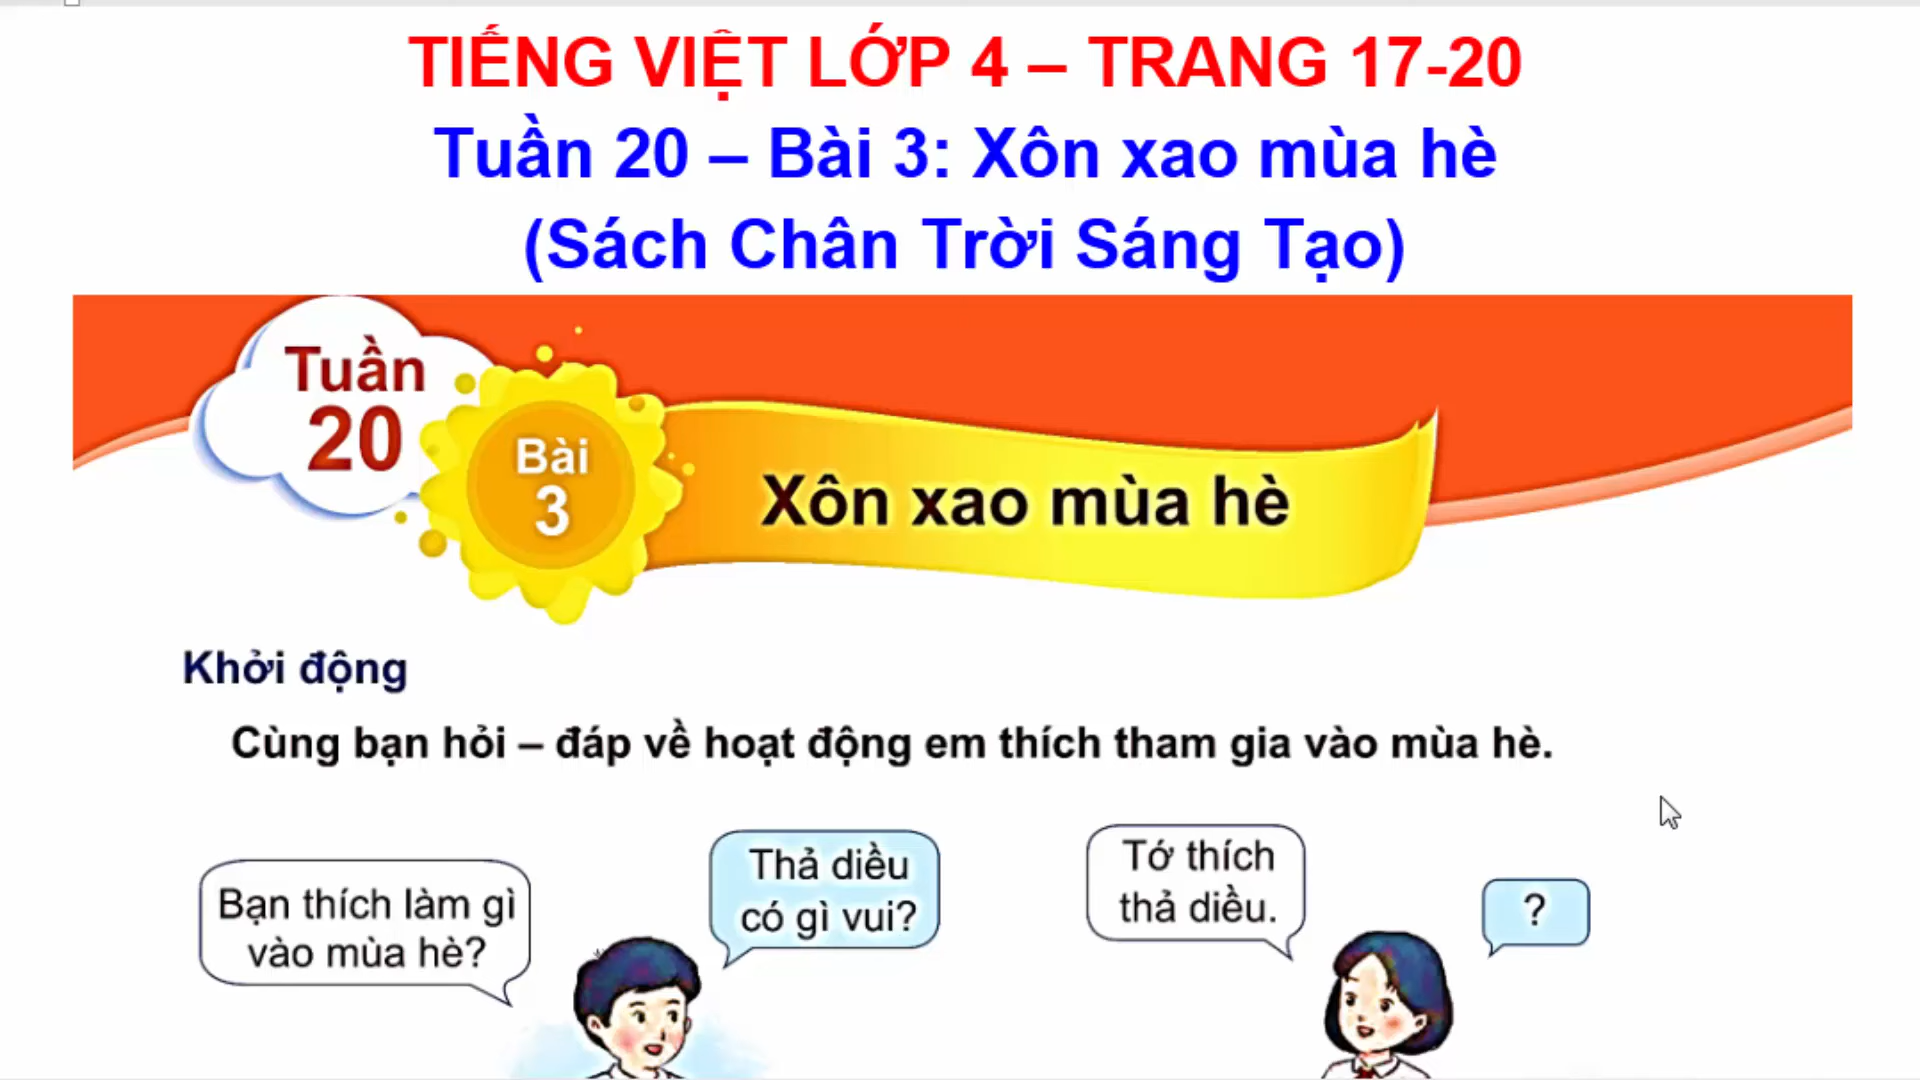 TIẾNG VIỆT LỚP 4 – TRANG 17-20
Tuần 20 – Bài 3: Xôn xao mùa hè
(Sách Chân Trời Sáng Tạo)
Tuần
20
Bài
3
Xôn xao mùa hè
Khởi động
Cùng bạn hỏi – đáp về hoạt động em thích tham gia vào mùa hè.
Bạn thích làm gì
vào mùa hè?
Thả diều
có gì vui?
Tớ thích
thả diều.
?